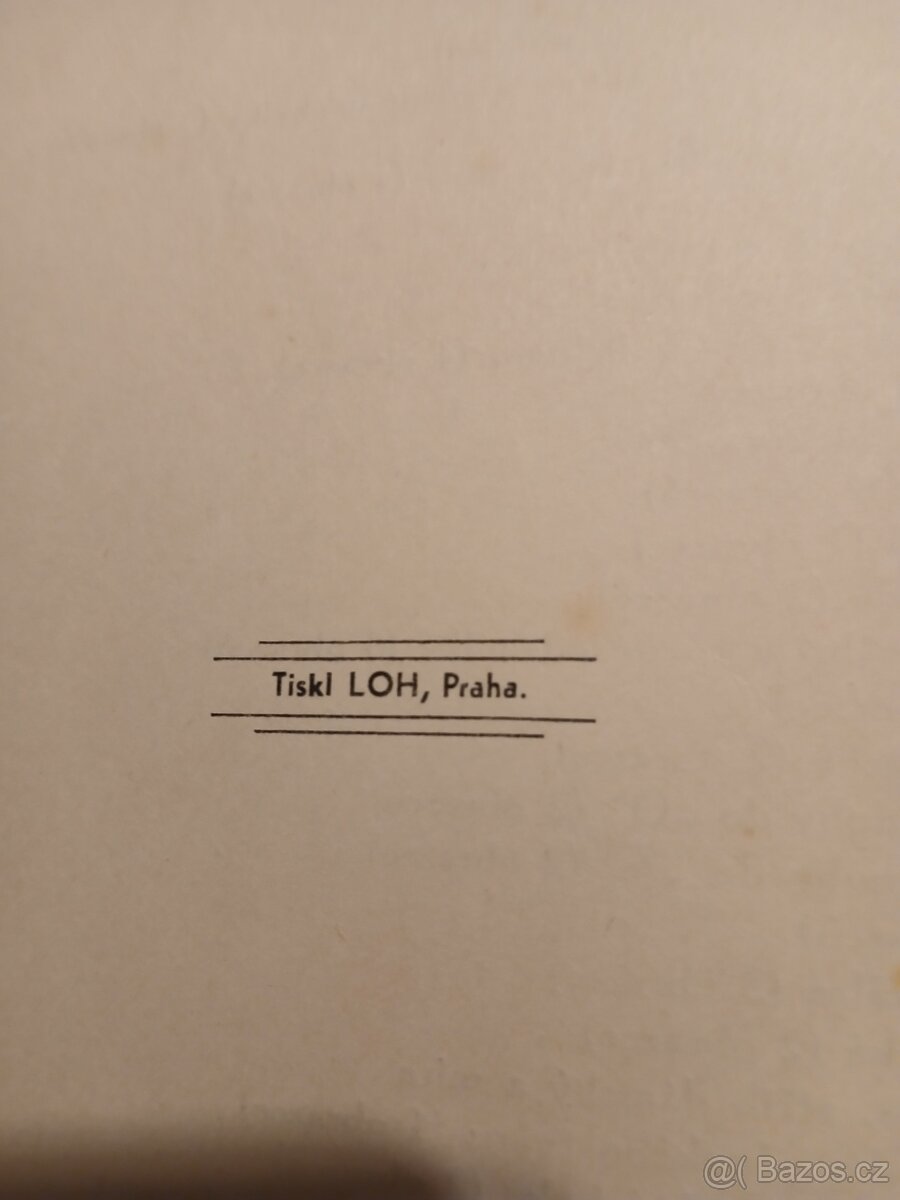 Tiskl LOH, Praha.
@( Bazos.cz